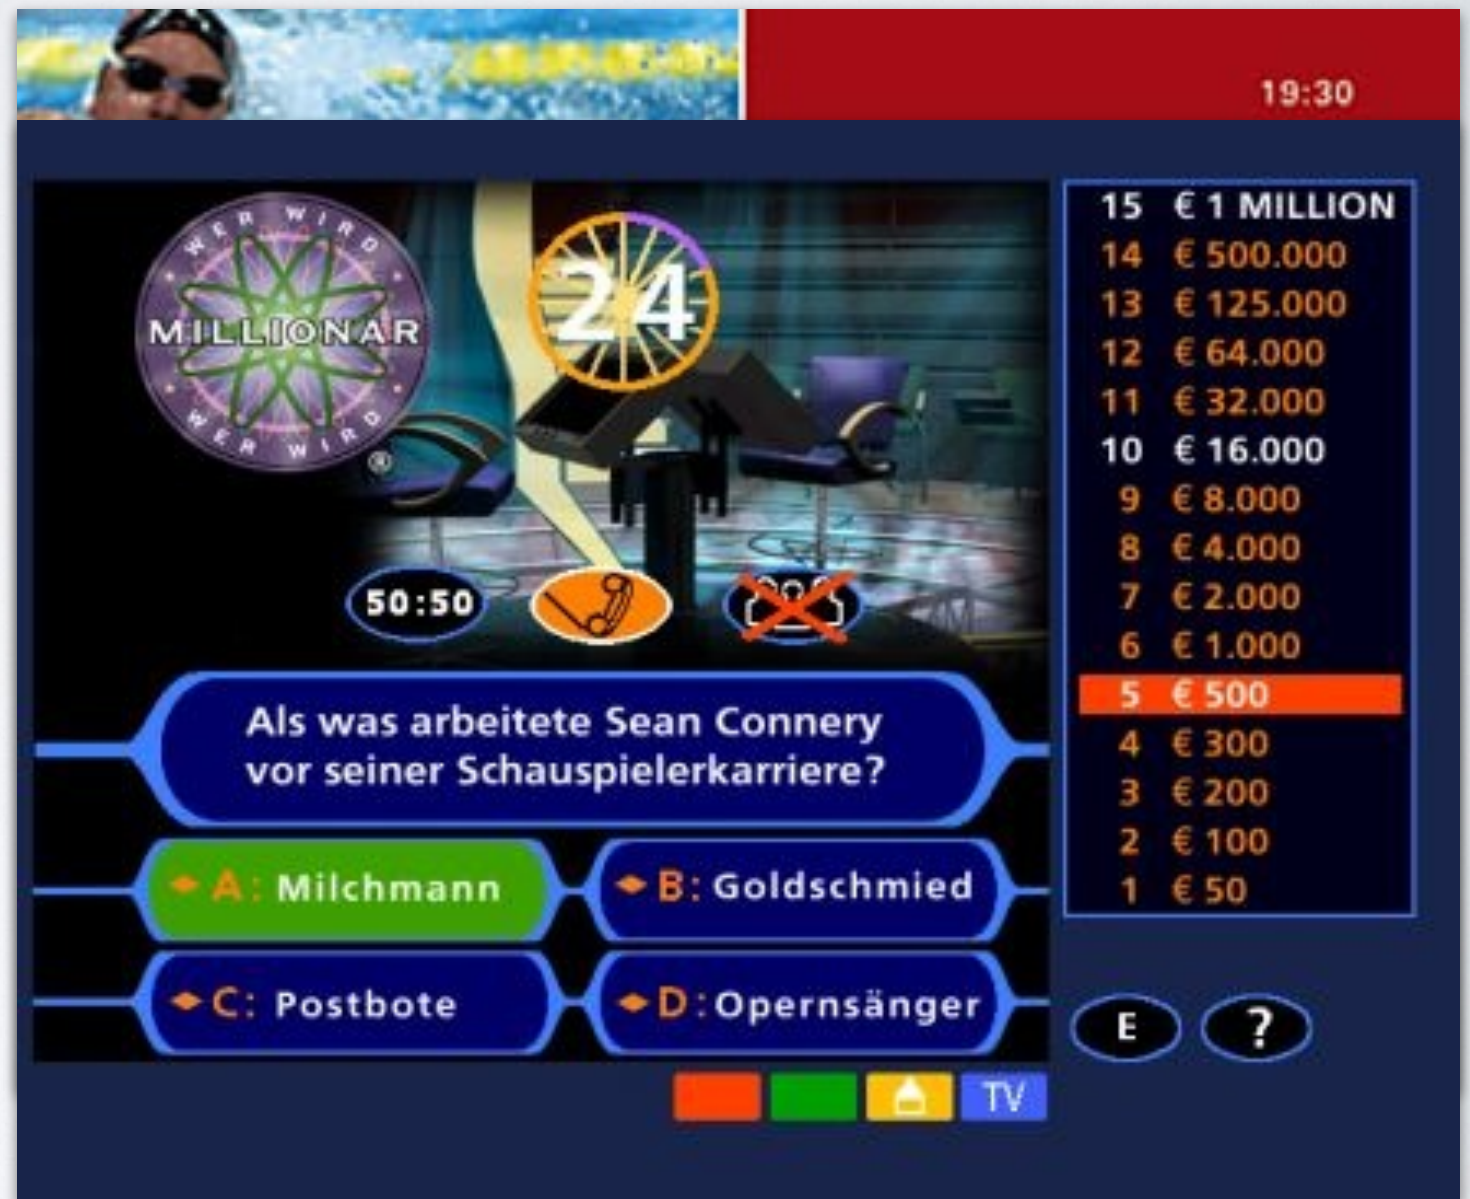 19:30
WER WIRD
MILLIONÄR
WER WIRD
®
24
50:50
15 € 1 MILLION
14 € 500.000
13 € 125.000
12 € 64.000
11 € 32.000
10 € 16.000
9 € 8.000
8 € 4.000
7 € 2.000
6 € 1.000
5 € 500
4 € 300
3 € 200
2 € 100
1 € 50
Als was arbeitete Sean Connery
vor seiner Schauspielerkarriere?
A: Milchmann
B: Goldschmied
C: Postbote
D: Opernsänger
E
?
TV